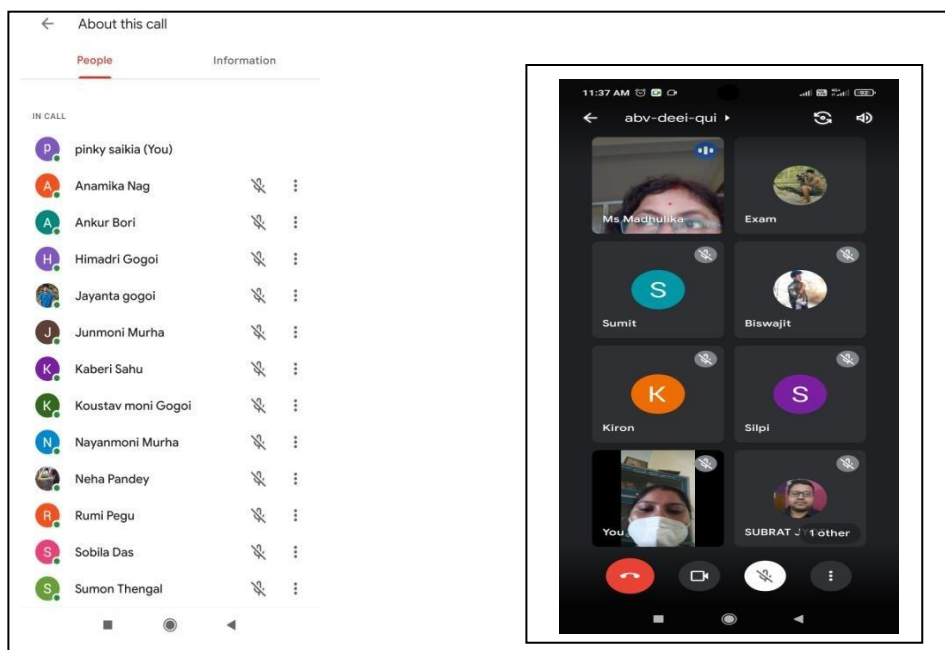 About this call
People Information
IN CALL
P pinky saikia (You)
A Anamika Nag
A Ankur Bori
H Himadri Gogoi
Jayanta gogoi
J Junmoni Murha
K Kaberi Sahu
K Koustav moni Gogoi
N Nayanmoni Murha
Neha Pandey
R Rumi Pegu
S Sobila Das
S Sumon Thengal
11:37 AM 92
abv-deei-qui
Ms Madhulika Exam
S
Sumit Biswajit
K S
Kiron Silpi
You SUBRAT 1 other